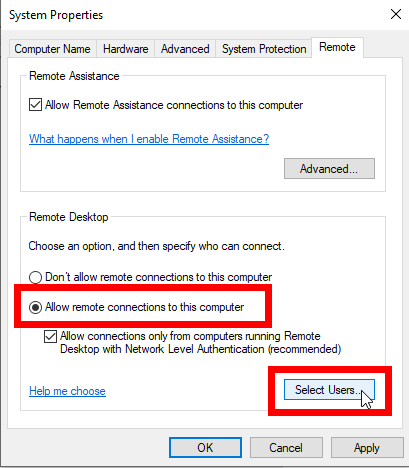 System Properties
Computer Name Hardware Advanced System Protection Remote
Remote Assistance
Allow Remote Assistance connections to this computer
What happens when I enable Remote Assistance?
Advanced...
Remote Desktop
Choose an option, and then specify who can connect.
Don't allow remote connections to this computer
Allow remote connections to this computer
Allow connections only from computers running Remote
Desktop with Network Level Authentication (recommended)
Help me choose
Select Users...
OK Cancel Apply